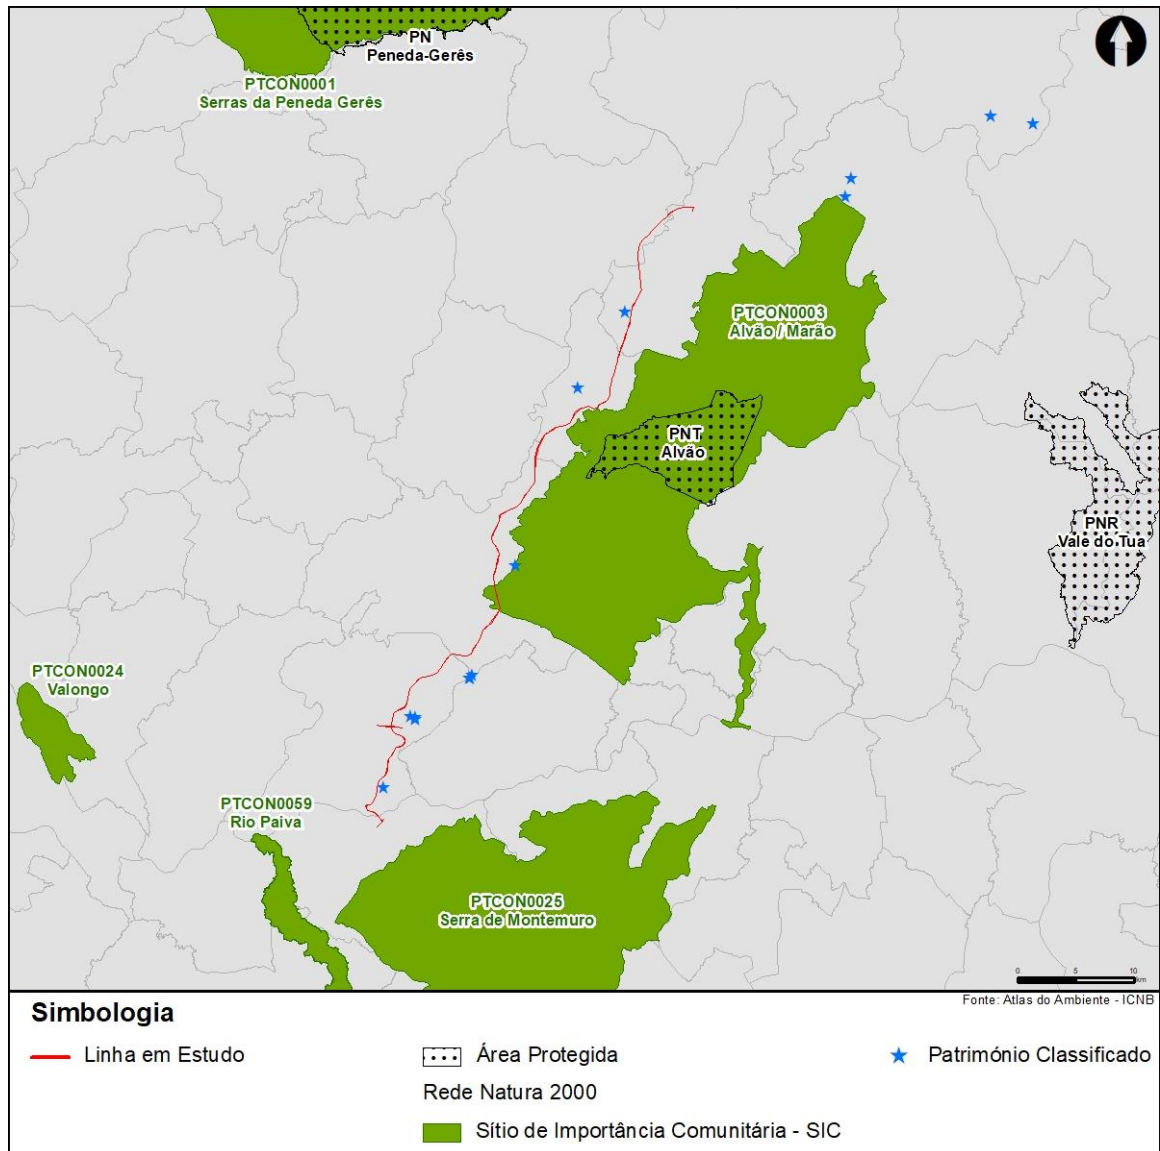 PN
Peneda-Gerês
PTCON0001
Serras da Peneda Gerês
PTCON0003
Alvão / Marão
PNT
Alvão
PNR
Vale do Tua
PTCON0024
Valongo
PTCON0059
Rio Paiva
PTCON0025
Serra de Montemuro
0 5 10
km
Fonte: Atlas do Ambiente - ICNB
Simbologia
Linha em Estudo
Área Protegida
Património Classificado
Rede Natura 2000
Sítio de Importância Comunitária - SIC